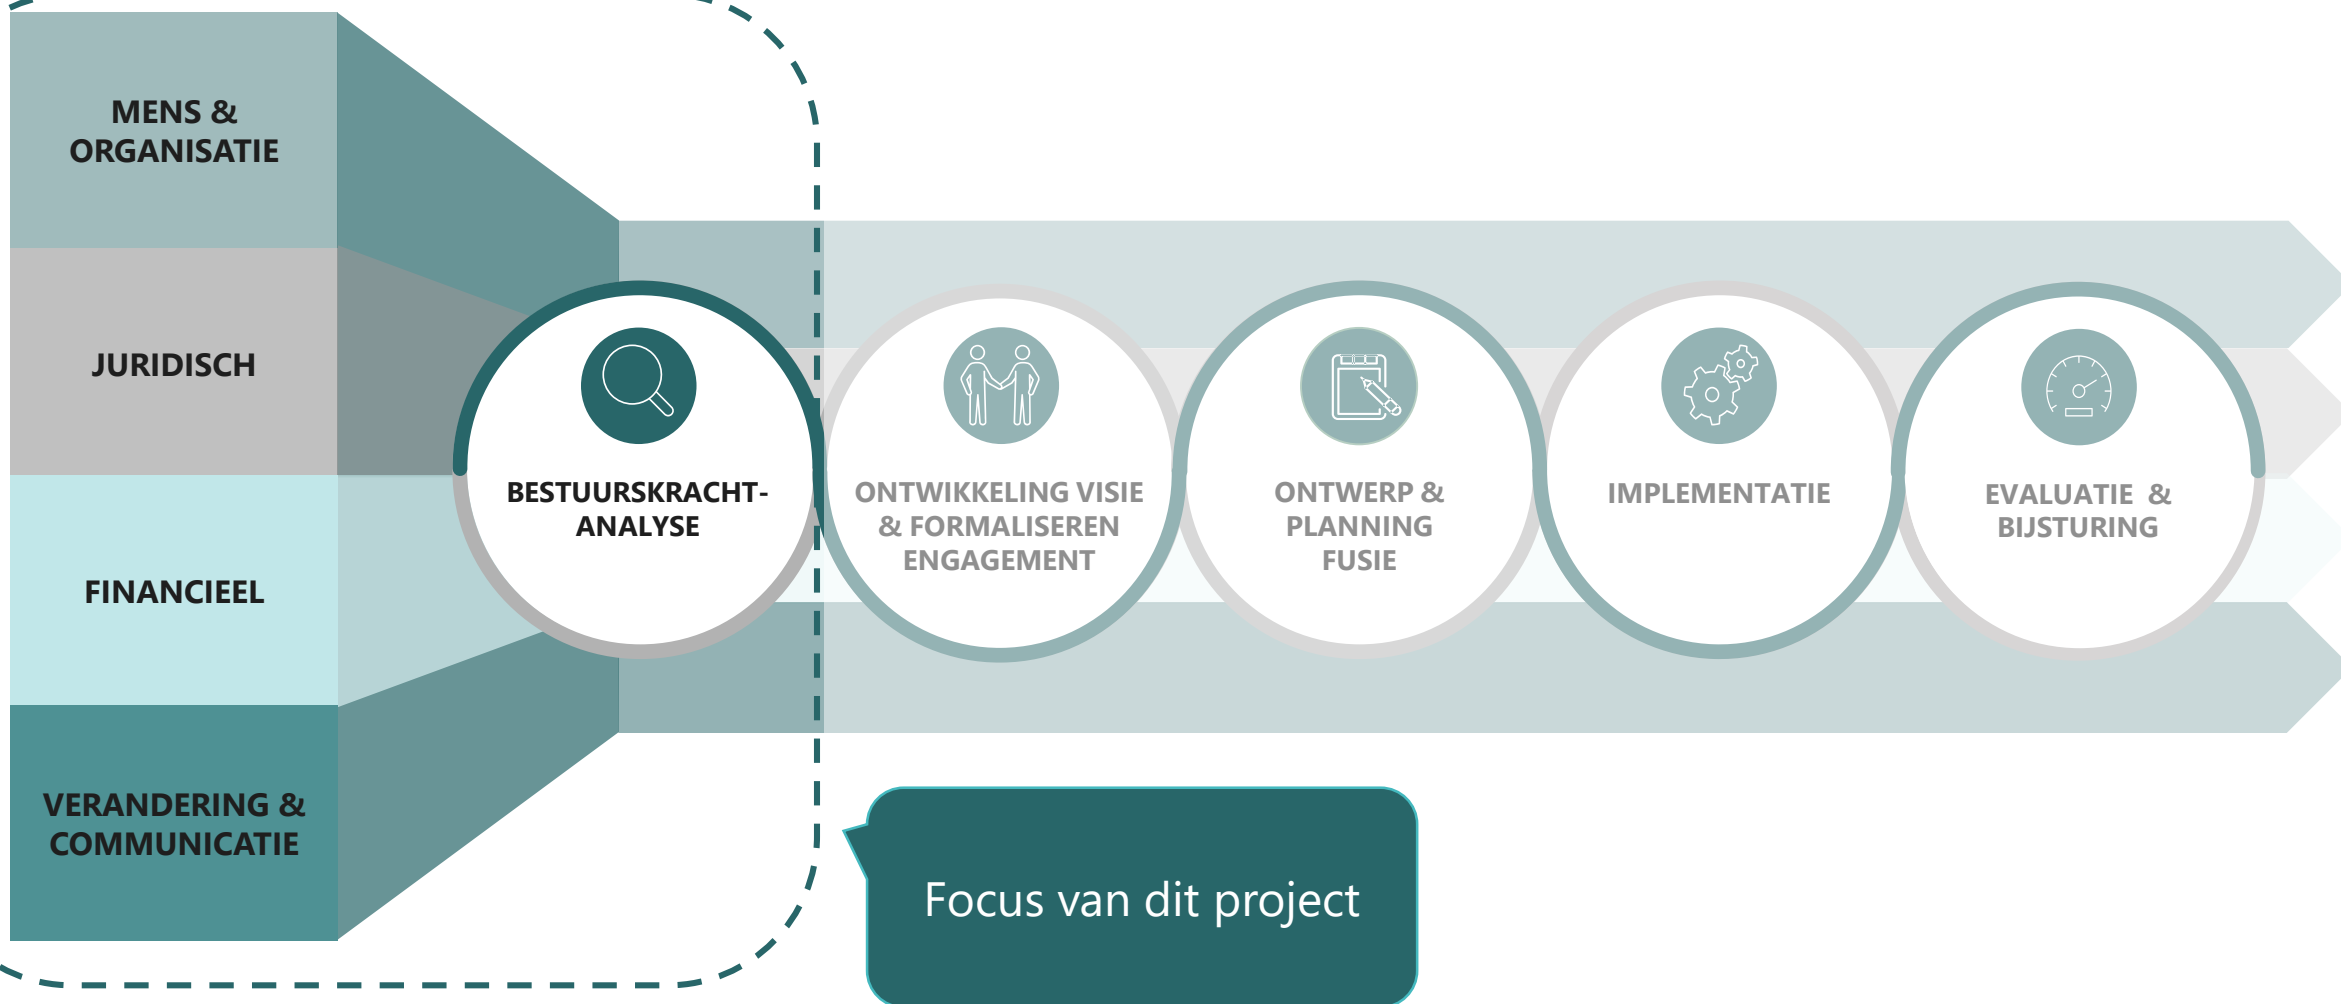 MENS &
ORGANISATIE
JURIDISCH
FINANCIEEL
VERANDERING &
COMMUNICATIE
BESTUURSKRACHT-
ANALYSE
ONTWIKKELING VISIE
& FORMALISEREN
ENGAGEMENT
ONTWERP &
PLANNING
FUSIE
IMPLEMENTATIE
EVALUATIE &
BIJSTURING
Focus van dit project